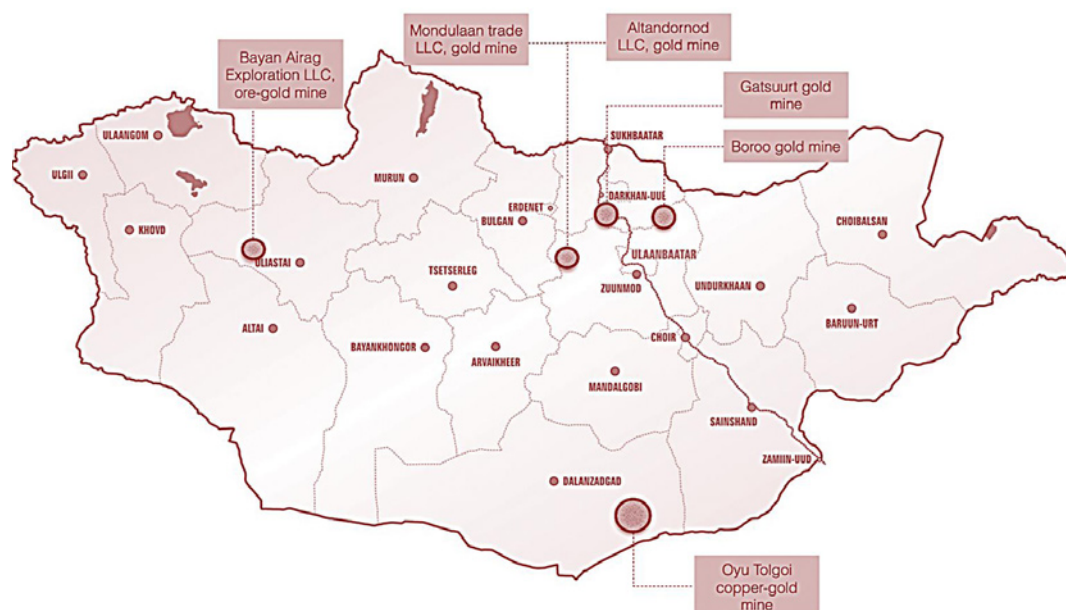 Mondulaan trade
LLC, gold mine
Altandornod
LLC, gold mine
Bayan Airag
Exploration LLC,
ore-gold mine
Gatsuurt gold
mine
Boroo gold mine
SUKHBAATAR
ULAANGOM
ULGII
MURUN
DARKHAN-UUE
ERDENET
BULGAN
CHOIBALSAN
KHOVD
ULIASTAI
ULAANBAATAR
TSETSERLEG
ZUUNMOD
UNDURKHAAN
BARUUN-URT
ALTAI
BAYANKHONGOR
ARVAIKHEER
CHOIR
MANDALGOBI
SAINSHAND
ZAMIIN-UUD
DALANZADGAD
Oyu Tolgoi
copper-gold
mine